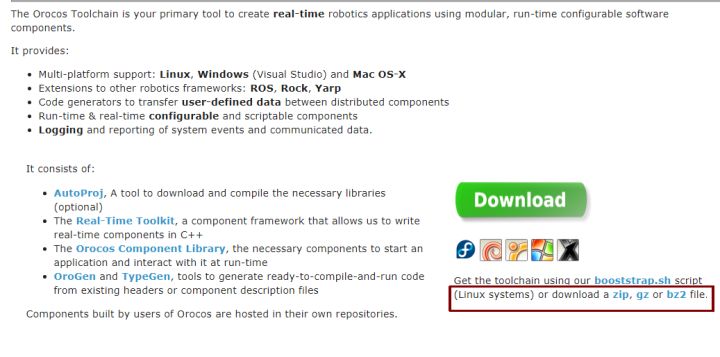 The Orocos Toolchain is your primary tool to create real-time robotics applications using modular, run-time configurable software
components.
It provides:
• Multi-platform support: Linux, Windows (Visual Studio) and Mac OS-X
• Extensions to other robotics frameworks: ROS, Rock, Yarp
• Code generators to transfer user-defined data between distributed components
• Run-time & real-time configurable and scriptable components
• Logging and reporting of system events and communicated data.
It consists of:
• AutoProj, A tool to download and compile the necessary libraries
(optional)
• The Real-Time Toolkit, a component framework that allows us to write
real-time components in C++
• The Orocos Component Library, the necessary components to start an
application and interact with it at run-time
• OroGen and TypeGen, tools to generate ready-to-compile-and-run code
from existing headers or component description files
Components built by users of Orocos are hosted in their own repositories.
Download
Get the toolchain using our booststrap.sh script
(Linux systems) or download a zip, gz or bz2 file.